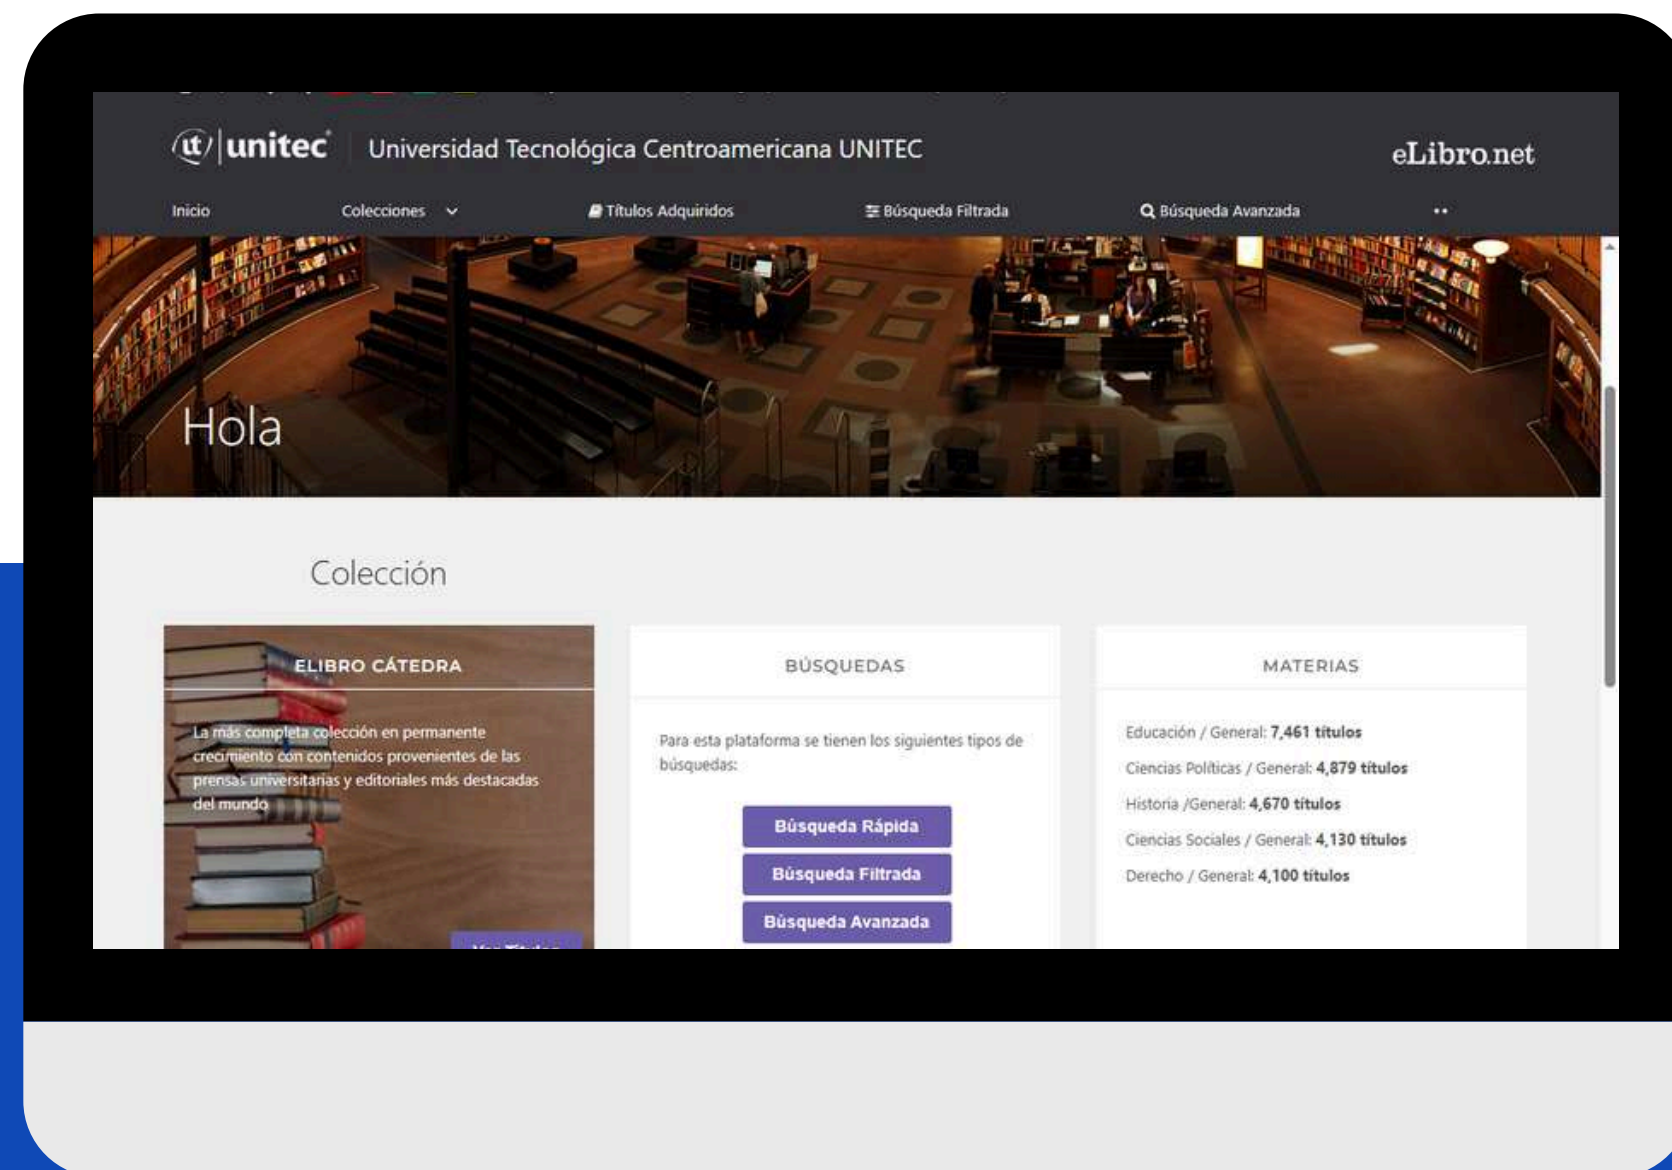 unitec
Universidad Tecnológica Centroamericana UNITEC
eLibro.net
Inicio
Colecciones
Títulos Adquiridos
Búsqueda Filtrada
Búsqueda Avanzada
Hola
Colección
ELIBRO CÁTEDRA
La más completa colección en permanente
crecimiento con contenidos provenientes de las
prensas universitarias y editoriales más destacadas
del mundo
BÚSQUEDAS
Para esta plataforma se tienen los siguientes tipos de
búsquedas:
Búsqueda Rápida
Búsqueda Filtrada
Búsqueda Avanzada
MATERIAS
Educación / General: 7,461 títulos
Ciencias Políticas / General: 4,879 títulos
Historia /General: 4,670 títulos
Ciencias Sociales / General: 4,130 títulos
Derecho / General: 4,100 títulos